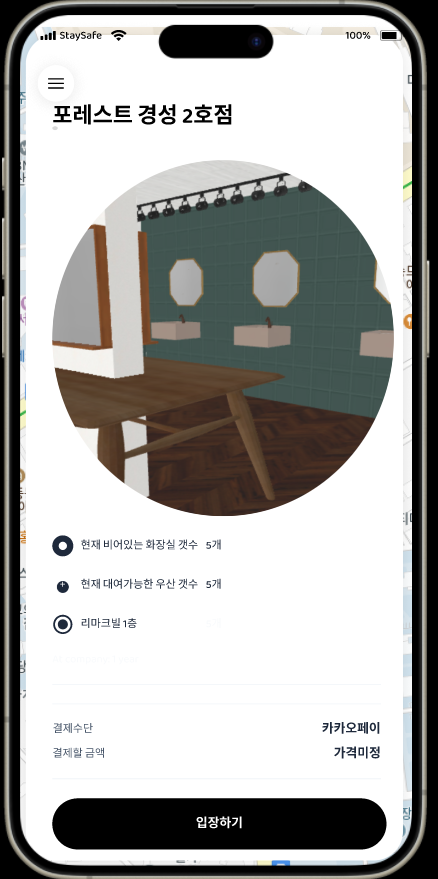 StaySafe 100%
포레스트 경성 2호점
현재 비어있는 화장실 갯수 5개
현재 대여가능한 우산 갯수 5개
리마크빌 1층
결제수단 카카오페이
결제할 금액 가격미정
입장하기